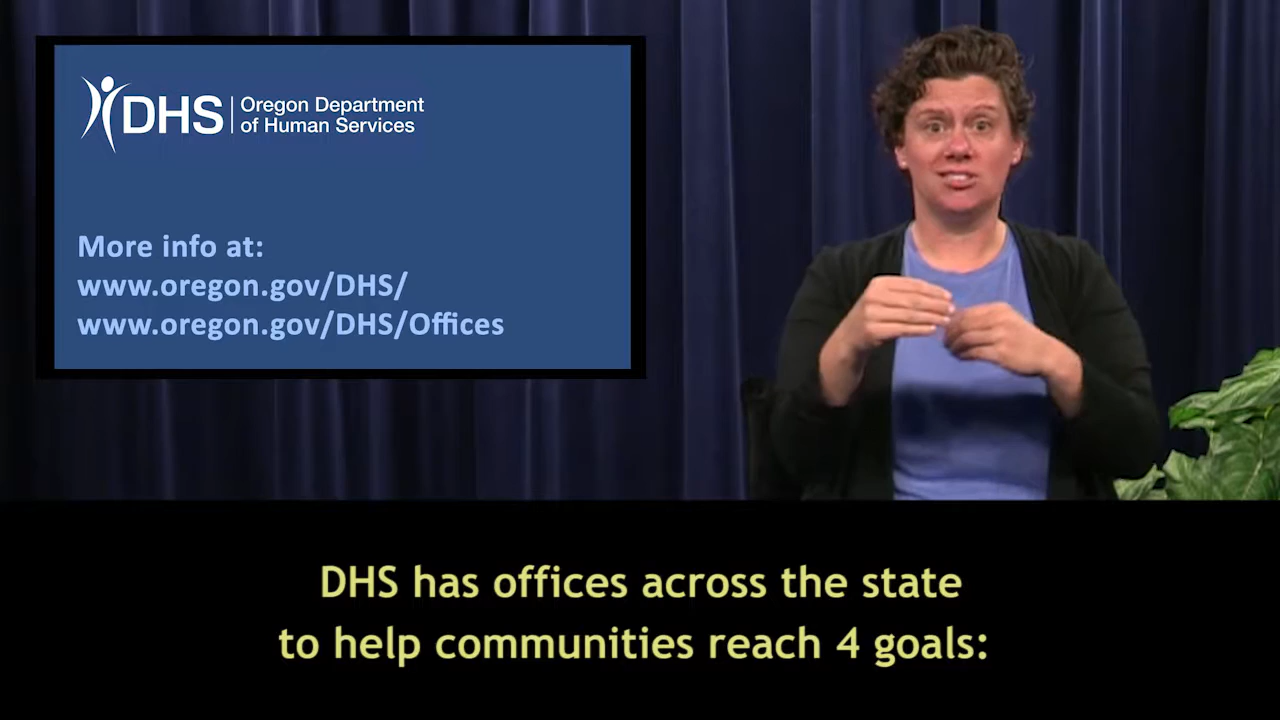 DHS
Oregon Department
of Human Services
More info at:
www.oregon.gov/DHS/
www.oregon.gov/DHS/Offices
DHS has offices across the state
to help communities reach 4 goals: